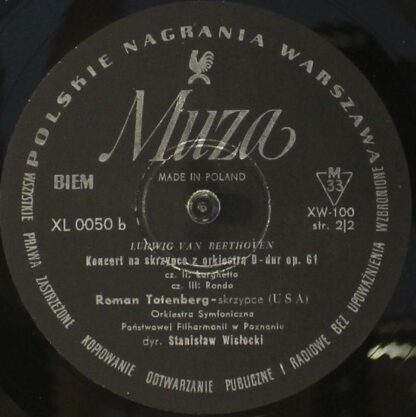 POLSKIE NAGRANIA WARSZAWA
Muza
MADE IN POLAND
BIEM
M
33
XL 0050 b
XW-100
str. 2|2
LUDWIG VAN BEETHOVEN
Koncert na skrzypce z orkiestrą D-dur op. 61
cz. II: Larghetto
cz. III: Rondo
Roman Totenberg-skrzypce (USA)
Orkiestra Symfoniczna
Państwowej Filharmonii w Poznaniu
dyr. Stanisław Wisłocki
WSZYSTKIE PRAWA ZASTRZEŻONE KOPIOWANIE ODTWARZANIE PUBLICZNE I RADIOWE BEZ UPOWAŻNIENIA WZBRONIONE